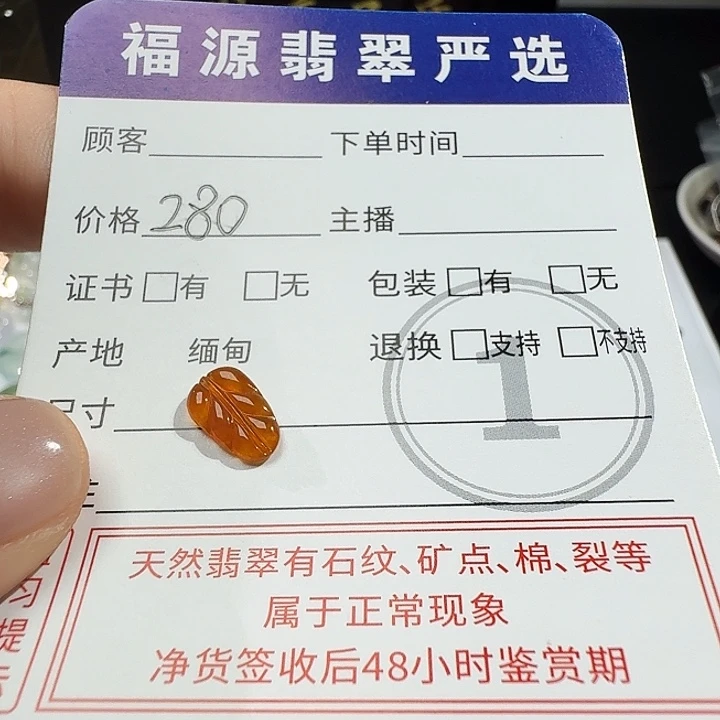 福源翡翠严选
顾客 下单时间
价格 280 主播
证书 □有 □无 包装 □有 □无
产地 缅甸 退换 □支持 □不支持
尺寸
1
天然翡翠有石纹、矿点、棉、裂等
属于正常现象
净货签收后48小时鉴赏期
习
提